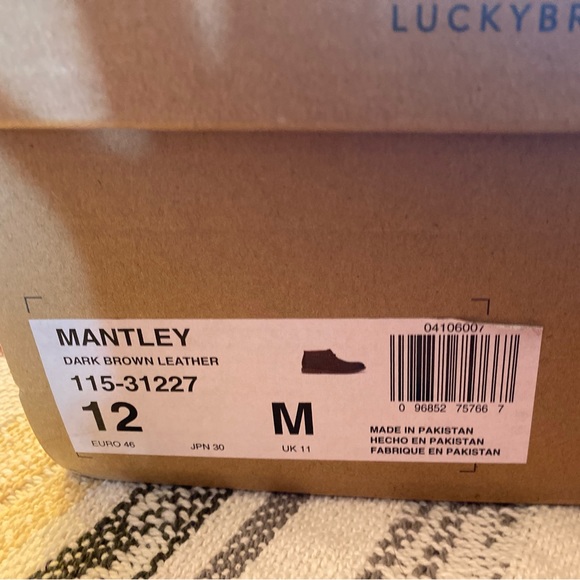 LUCKYBR
MANTLEY
DARK BROWN LEATHER
115-31227
12
M
EURO 46
JPN 30
UK 11
04106007
0 96852 75766 7
MADE IN PAKISTAN
HECHO EN PAKISTAN
FABRIQUE EN PAKISTAN